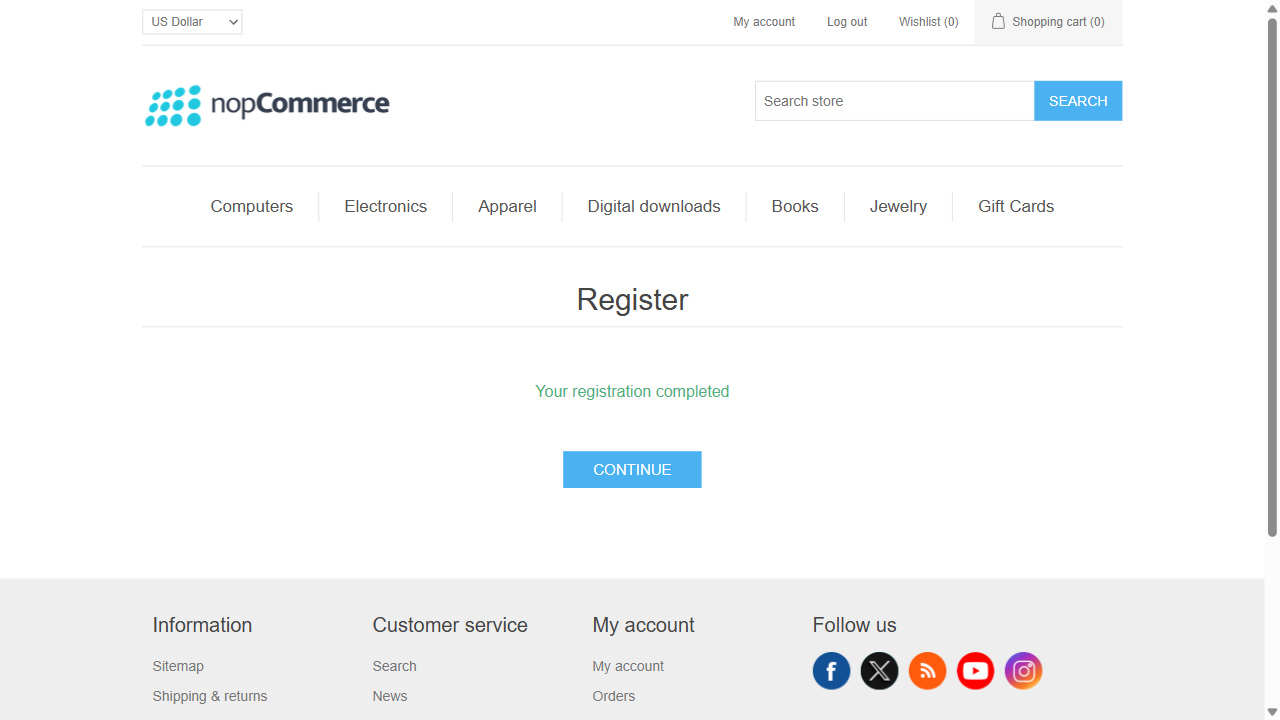 US Dollar
My account
Log out
Wishlist (0)
Shopping cart (0)
nopCommerce
Search store
SEARCH
Computers
Electronics
Apparel
Digital downloads
Books
Jewelry
Gift Cards
Register
Your registration completed
CONTINUE
Information
Customer service
My account
Follow us
Sitemap
Search
My account
Shipping & returns
News
Orders